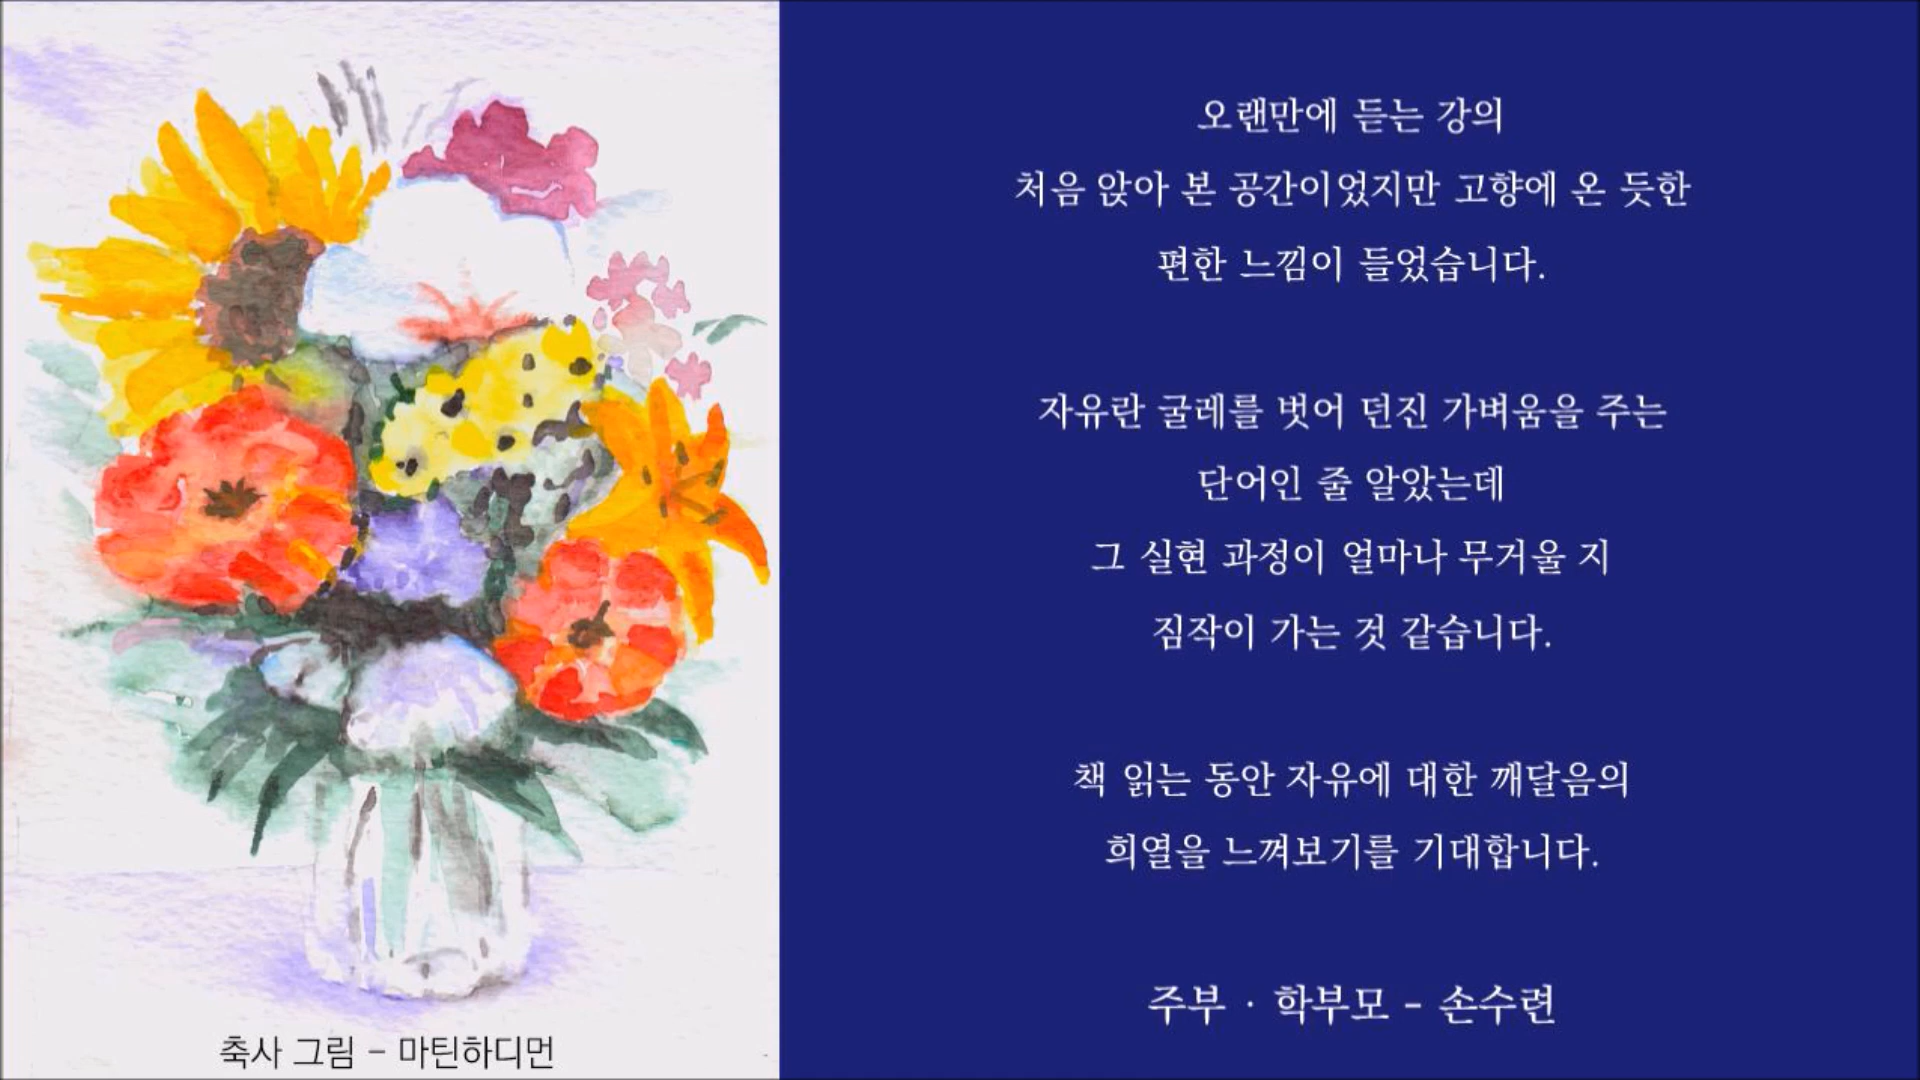 오랜만에 듣는 강의
처음 앉아 본 공간이었지만 고향에 온 듯한
편한 느낌이 들었습니다.
자유란 굴레를 벗어 던진 가벼움을 주는
단어인 줄 알았는데
그 실현 과정이 얼마나 무거울 지
짐작이 가는 것 같습니다.
책 읽는 동안 자유에 대한 깨달음의
희열을 느껴보기를 기대합니다.
주부 · 학부모 - 손수련
축사 그림 - 마틴하디먼